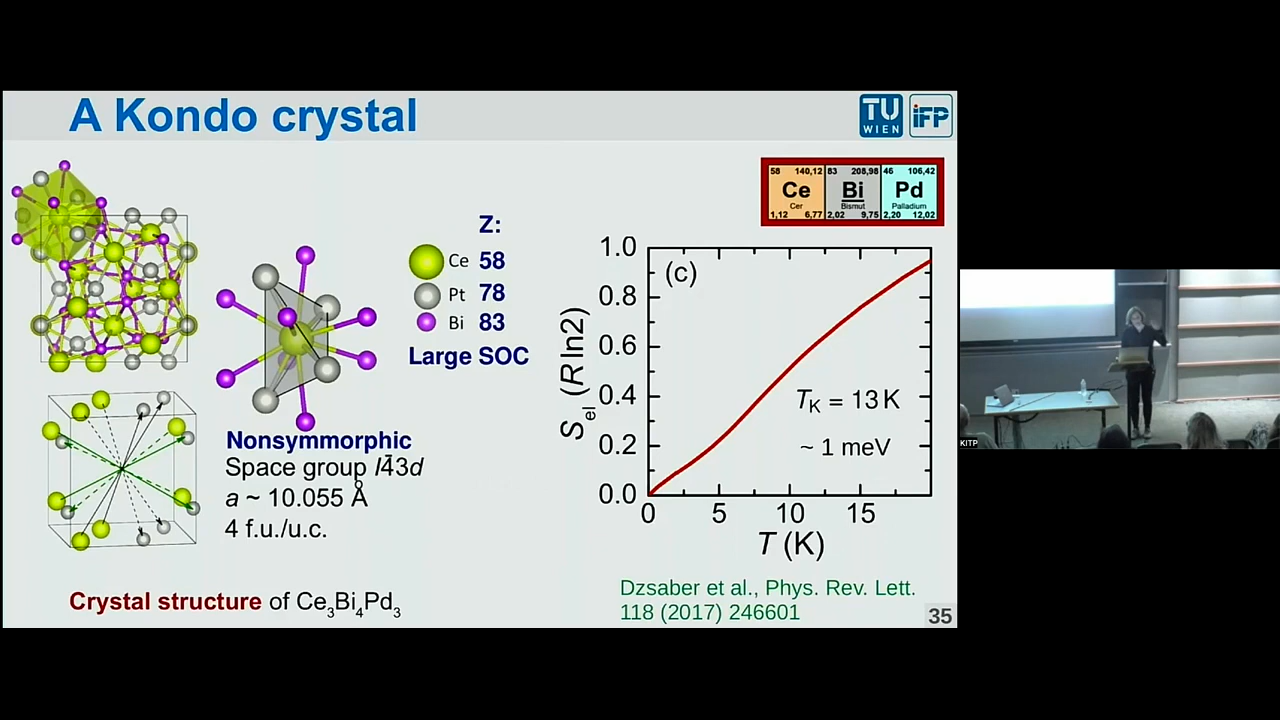 A Kondo crystal
TU
WIEN
iFP
58 140,12
Ce
Cer
1,12 6,77
83 208,98
Bi
Bismut
2,02 9,75
46 106,42
Pd
Palladium
2,20 12,02
Z:
Ce 58
Pt 78
Bi 83
Large SOC
Nonsymmorphic
Space group I4̄3d
a ~ 10.055 Å
4 f.u./u.c.
Crystal structure of Ce₃Bi₄Pd₃
(c)
Sel (R ln2)
1.0
0.8
0.6
0.4
0.2
0.0
TK = 13 K
~ 1 meV
0 5 10 15
T (K)
Dzsaber et al., Phys. Rev. Lett.
118 (2017) 246601
35
KITP